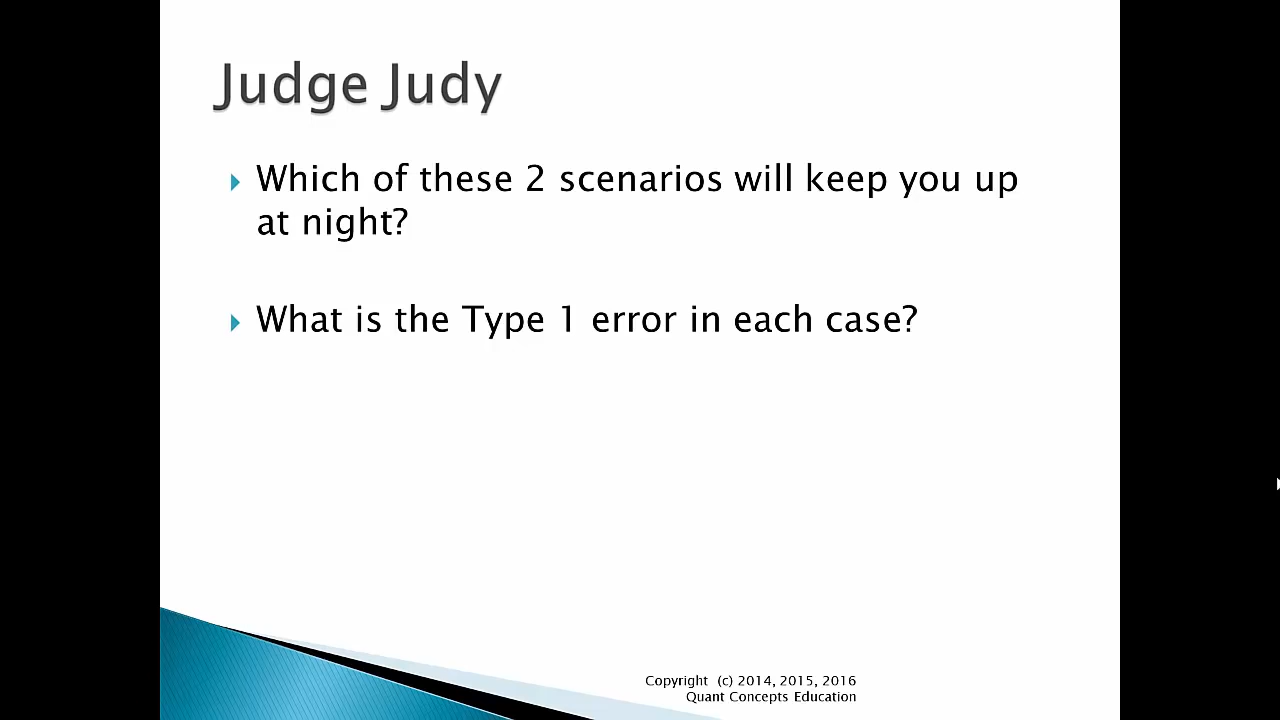 Judge Judy
Which of these 2 scenarios will keep you up
at night?
What is the Type 1 error in each case?
Copyright (c) 2014, 2015, 2016
Quant Concepts Education